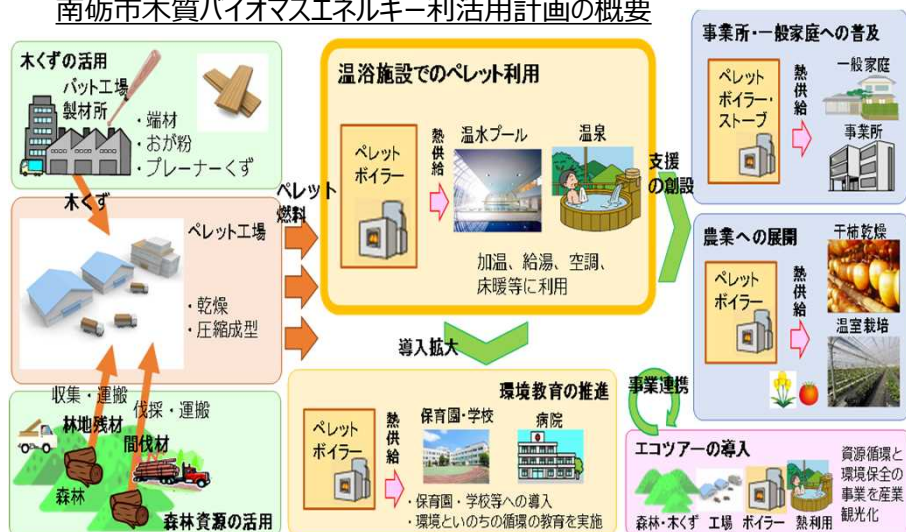 南砺市木質バイオマスエネルギー利活用計画の概要
木くずの活用
バット工場
製材所
・端材
・おが粉
・プレーナーくず
木くず
ペレット工場
・乾燥
・圧縮成型
収集・運搬
林地残材
伐採・運搬
間伐材
森林
森林資源の活用
ペレット
燃料
温浴施設でのペレット利用
ペレット
ボイラー
熱供給
温水プール
温泉
加温、給湯、空調、
床暖等に利用
導入拡大
環境教育の推進
ペレット
ボイラー
熱供給
保育園・学校
病院
・保育園・学校等への導入
・環境といのちの循環の教育を実施
支援
の創設
事業所・一般家庭への普及
ペレット
ボイラー・
ストーブ
熱供給
一般家庭
事業所
農業への展開
ペレット
ボイラー
熱供給
干柿乾燥
温室栽培
事業連携
エコツアーの導入
森林・木くず
工場
ボイラー
熱利用
資源循環と
環境保全の
事業を産業
観光化